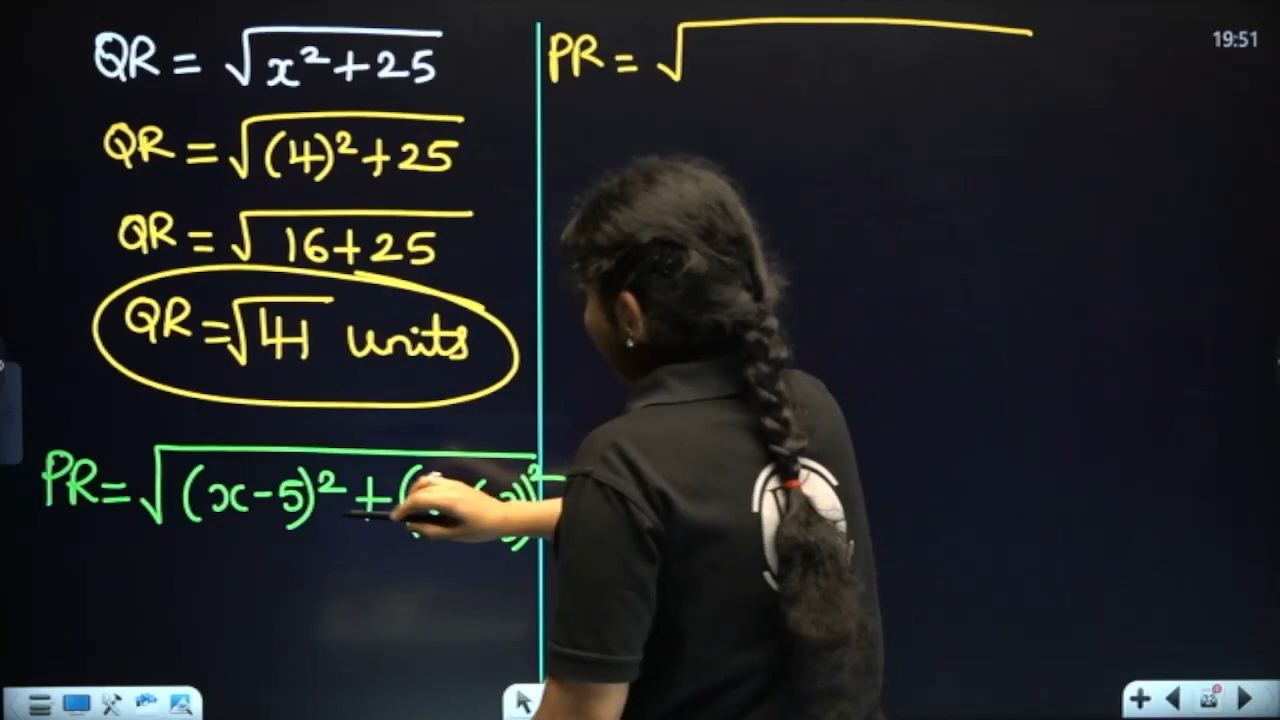 QR = √x²+25
QR = √(4)²+25
QR = √16+25
QR = √41 units
PR = √(x-5)² +
PR = √
19:51